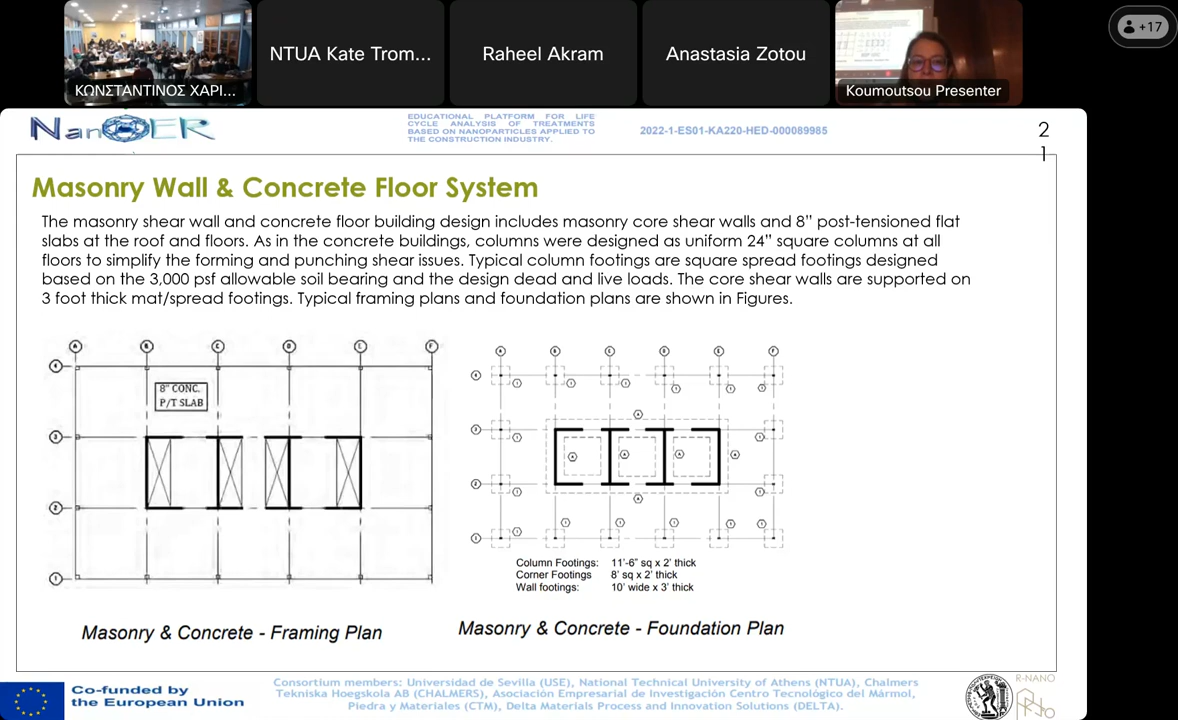 ΚΩΝΣΤΑΝΤΙΝΟΣ ΧΑΡΙ...
NTUA Kate Trom...
Raheel Akram
Anastasia Zotou
Koumoutsou Presenter
+17
NanOER
EDUCATIONAL PLATFORM FOR LIFE
CYCLE ANALYSIS OF TREATMENTS
BASED ON NANOPARTICLES APPLIED TO
THE CONSTRUCTION INDUSTRY.
2022-1-ES01-KA220-HED-000089985
2
1
Masonry Wall & Concrete Floor System
The masonry shear wall and concrete floor building design includes masonry core shear walls and 8” post-tensioned flat
slabs at the roof and floors. As in the concrete buildings, columns were designed as uniform 24” square columns at all
floors to simplify the forming and punching shear issues. Typical column footings are square spread footings designed
based on the 3,000 psf allowable soil bearing and the design dead and live loads. The core shear walls are supported on
3 foot thick mat/spread footings. Typical framing plans and foundation plans are shown in Figures.
A B C D E F
4
3
2
1
8" CONC.
P/T SLAB
Column Footings: 11'-6" sq x 2' thick
Corner Footings 8' sq x 2' thick
Wall footings: 10' wide x 3' thick
Masonry & Concrete - Framing Plan
Masonry & Concrete - Foundation Plan
Co-funded by
the European Union
Consortium members: Universidad de Sevilla (USE), National Technical University of Athens (NTUA), Chalmers
Tekniska Hoegskola AB (CHALMERS), Asociación Empresarial de Investigación Centro Tecnológico del Mármol,
Piedra y Materiales (CTM), Delta Materials Process and Innovation Solutions (DELTA).
R-NANO